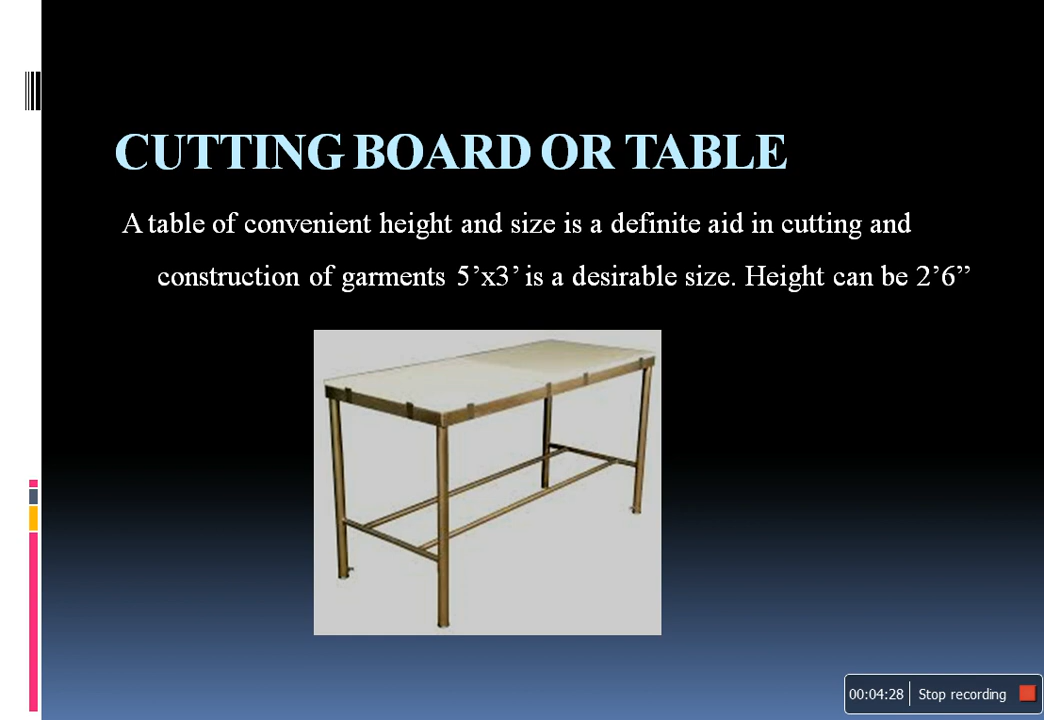 CUTTING BOARD OR TABLE
A table of convenient height and size is a definite aid in cutting and
construction of garments 5’x3’ is a desirable size. Height can be 2’6”
00:04:28 Stop recording